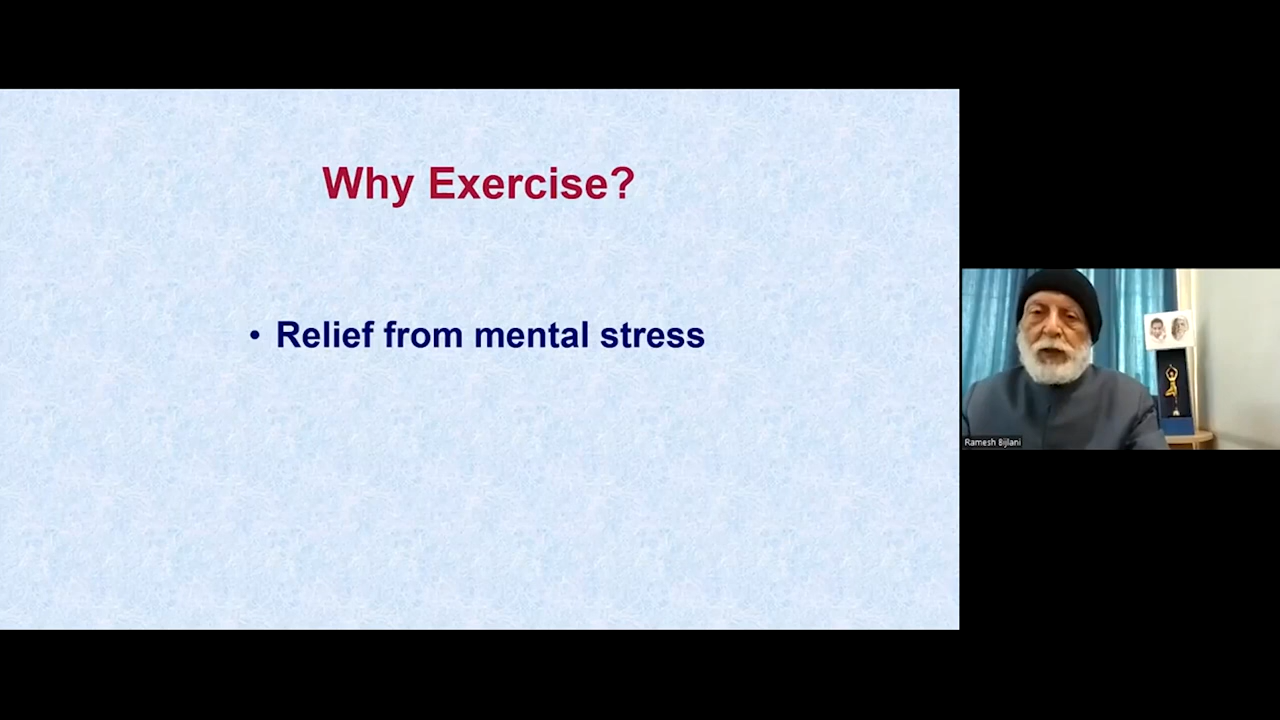 Why Exercise?
• Relief from mental stress
Ramesh Bijlani